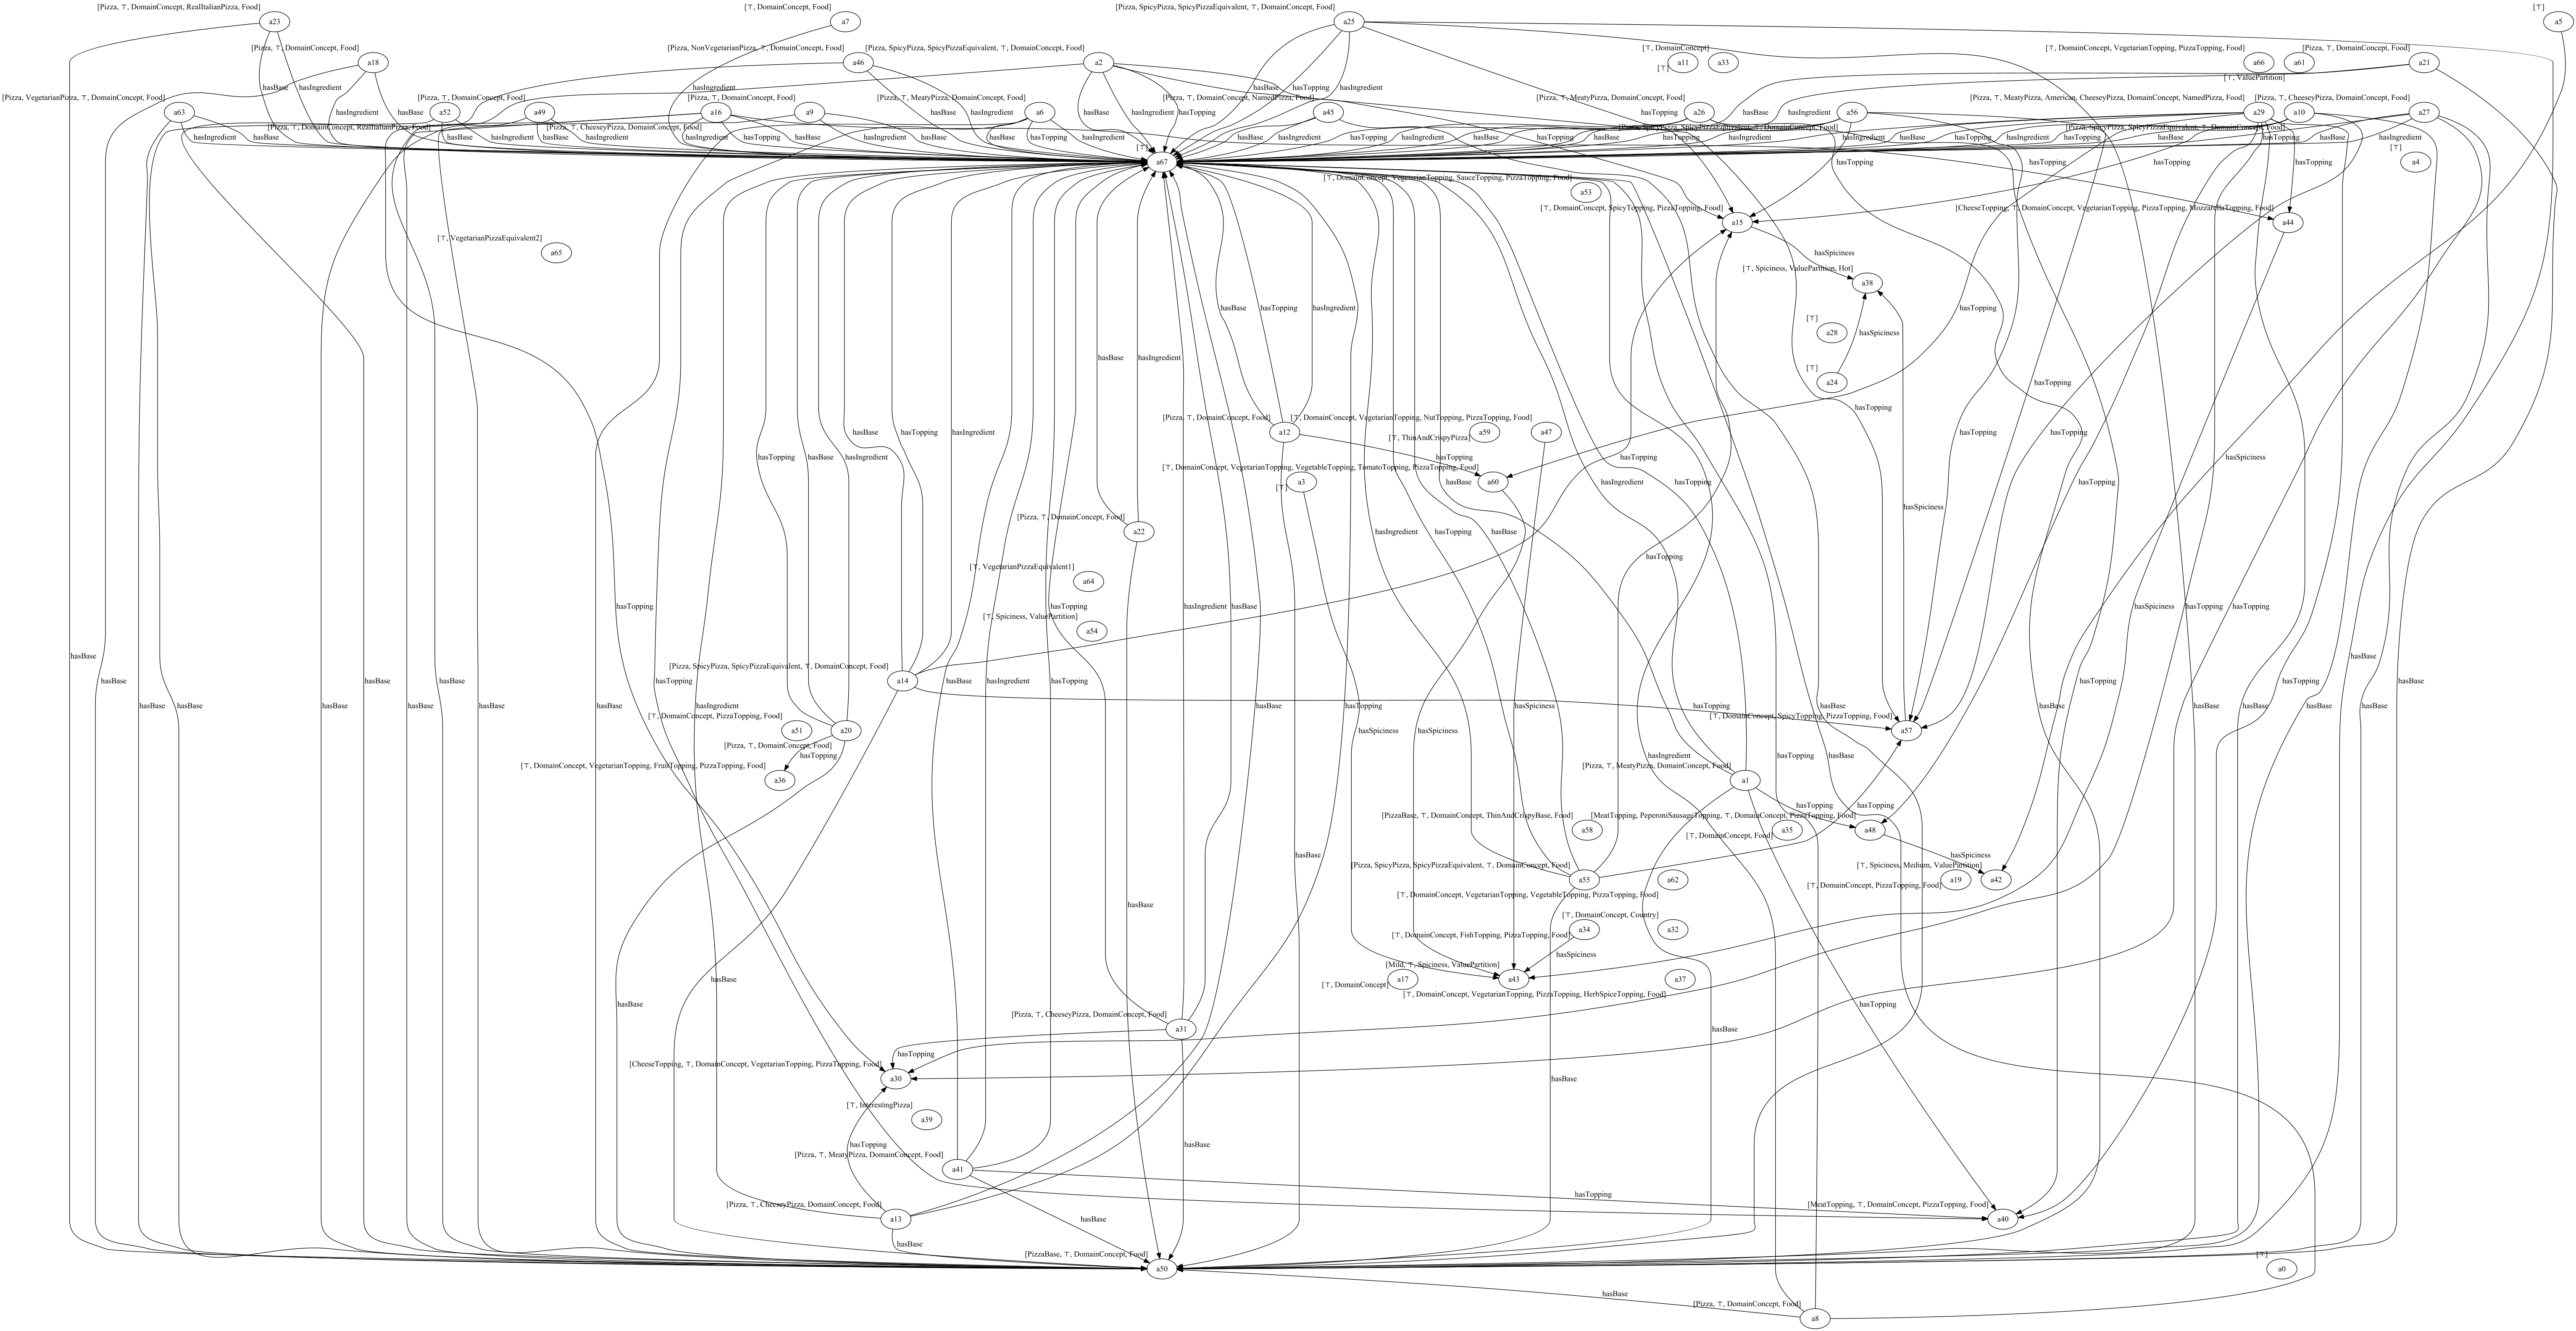 [Pizza, ⊤, DomainConcept, RealItalianPizza, Food]
a23
[⊤, DomainConcept, Food]
a7
[Pizza, SpicyPizza, SpicyPizzaEquivalent, ⊤, DomainConcept, Food]
a25
[⊤]
a5
[Pizza, ⊤, DomainConcept, Food]
a18
[Pizza, NonVegetarianPizza, ⊤, DomainConcept, Food]
a46
[Pizza, SpicyPizza, SpicyPizzaEquivalent, ⊤, DomainConcept, Food]
a2
[⊤, DomainConcept]
a33
[⊤]
a11
[⊤, DomainConcept, VegetarianTopping, PizzaTopping, Food]
a66
[⊤, ValuePartition]
a61
[Pizza, ⊤, DomainConcept, Food]
a21
[Pizza, VegetarianPizza, ⊤, DomainConcept, Food]
a63
[Pizza, ⊤, DomainConcept, Food]
a52
[Pizza, ⊤, DomainConcept, RealItalianPizza, Food]
a49
[Pizza, ⊤, DomainConcept, Food]
a16
[Pizza, ⊤, CheeseyPizza, DomainConcept, Food]
a9
[Pizza, ⊤, MeatyPizza, DomainConcept, Food]
a6
[Pizza, ⊤, DomainConcept, NamedPizza, Food]
a45
[Pizza, ⊤, MeatyPizza, DomainConcept, Food]
a26
[Pizza, SpicyPizza, SpicyPizzaEquivalent, ⊤, DomainConcept, Food]
a56
[Pizza, ⊤, MeatyPizza, American, CheeseyPizza, DomainConcept, NamedPizza, Food]
a29
[Pizza, SpicyPizza, SpicyPizzaEquivalent, ⊤, DomainConcept, Food]
a10
[Pizza, ⊤, CheeseyPizza, DomainConcept, Food]
a27
hasBase
hasIngredient
hasTopping
[⊤]
a67
[⊤]
a4
[⊤, DomainConcept, VegetarianTopping, SauceTopping, PizzaTopping, Food]
a53
[⊤, DomainConcept, SpicyTopping, PizzaTopping, Food]
a15
[CheeseTopping, ⊤, DomainConcept, VegetarianTopping, PizzaTopping, MozzarellaTopping, Food]
a44
[⊤, VegetarianPizzaEquivalent2]
a65
hasSpiciness
[⊤, Spiciness, ValuePartition, Hot]
a38
[⊤]
a28
hasSpiciness
[⊤]
a24
hasBase
hasTopping
hasIngredient
[Pizza, ⊤, DomainConcept, Food]
a12
[⊤, DomainConcept, VegetarianTopping, NutTopping, PizzaTopping, Food]
a59
[⊤, ThinAndCrispyPizza]
a47
hasTopping
[⊤, DomainConcept, VegetarianTopping, VegetableTopping, TomatoTopping, PizzaTopping, Food]
a60
[⊤]
a3
[Pizza, ⊤, DomainConcept, Food]
a22
[⊤, VegetarianPizzaEquivalent1]
a64
[⊤, Spiciness, ValuePartition]
a54
[Pizza, SpicyPizza, SpicyPizzaEquivalent, ⊤, DomainConcept, Food]
a14
[⊤, DomainConcept, PizzaTopping, Food]
a51
[Pizza, ⊤, DomainConcept, Food]
a20
hasTopping
[⊤, DomainConcept, SpicyTopping, PizzaTopping, Food]
a57
[⊤, DomainConcept, VegetarianTopping, FruitTopping, PizzaTopping, Food]
a36
[Pizza, ⊤, MeatyPizza, DomainConcept, Food]
a1
[PizzaBase, ⊤, DomainConcept, ThinAndCrispyBase, Food]
a58
[⊤, DomainConcept, Food]
a35
[MeatTopping, PeperoniSausageTopping, ⊤, DomainConcept, PizzaTopping, Food]
a48
hasSpiciness
[Pizza, SpicyPizza, SpicyPizzaEquivalent, ⊤, DomainConcept, Food]
a55
[⊤, DomainConcept, VegetarianTopping, VegetableTopping, PizzaTopping, Food]
a62
[⊤, DomainConcept, PizzaTopping, Food]
a19
[⊤, Spiciness, Medium, ValuePartition]
a42
[⊤, DomainConcept, FishTopping, PizzaTopping, Food]
a34
[⊤, DomainConcept, Country]
a32
hasSpiciness
[⊤, DomainConcept]
a17
[Mild, ⊤, Spiciness, ValuePartition]
a43
[⊤, DomainConcept, VegetarianTopping, PizzaTopping, HerbSpiceTopping, Food]
a37
[Pizza, ⊤, CheeseyPizza, DomainConcept, Food]
a31
hasTopping
[CheeseTopping, ⊤, DomainConcept, VegetarianTopping, PizzaTopping, Food]
a30
[⊤, InterestingPizza]
a39
hasTopping
[Pizza, ⊤, MeatyPizza, DomainConcept, Food]
a41
hasBase
hasTopping
[Pizza, ⊤, CheeseyPizza, DomainConcept, Food]
a13
hasBase
[MeatTopping, ⊤, DomainConcept, PizzaTopping, Food]
a40
[PizzaBase, ⊤, DomainConcept, Food]
a50
[⊤]
a0
hasBase
[Pizza, ⊤, DomainConcept, Food]
a8